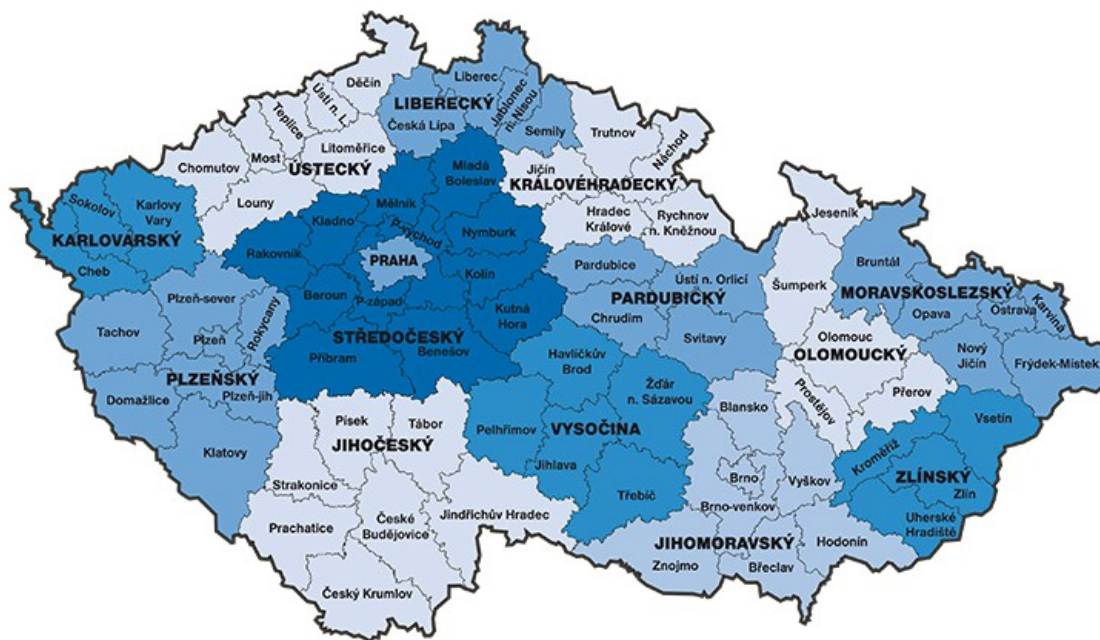 Děčín
Ústí n. L.
Teplice
Most
Chomutov
Litoměřice
ÚSTECKÝ
Louny
Liberec
LIBERECKÝ
Jablonec
n. Nisou
Česká Lípa
Semily
Trutnov
Náchod
Jičín
KRÁLOVÉHRADECKÝ
Hradec
Králové
Rychnov
n. Kněžnou
Sokolov
Karlovy
Vary
KARLOVARSKÝ
Cheb
Mladá
Boleslav
Mělník
Kladno
P-východ
Nymburk
Rakovník
PRAHA
Kolín
Beroun
P-západ
Kutná
Hora
STŘEDOČESKÝ
Příbram
Benešov
Plzeň-sever
Rokycany
Tachov
Plzeň
PLZEŇSKÝ
Plzeň-jih
Domažlice
Klatovy
Pardubice
Ústí n. Orlicí
PARDUBICKÝ
Chrudim
Svitavy
Jeseník
Šumperk
Olomouc
OLOMOUCKÝ
Prostějov
Přerov
Bruntál
MORAVSKOSLEZSKÝ
Karviná
Opava
Ostrava
Nový
Jičín
Frýdek-Místek
Písek
Tábor
JIHOČESKÝ
Strakonice
Prachatice
České
Budějovice
Jindřichův Hradec
Český Krumlov
Havlíčkův
Brod
Žďár
n. Sázavou
Pelhřimov
VYSOČINA
Jihlava
Třebíč
Blansko
Brno
Vyškov
Brno-venkov
JIHOMORAVSKÝ
Hodonín
Znojmo
Břeclav
Vsetín
Kroměříž
ZLÍNSKÝ
Zlín
Uherské
Hradiště